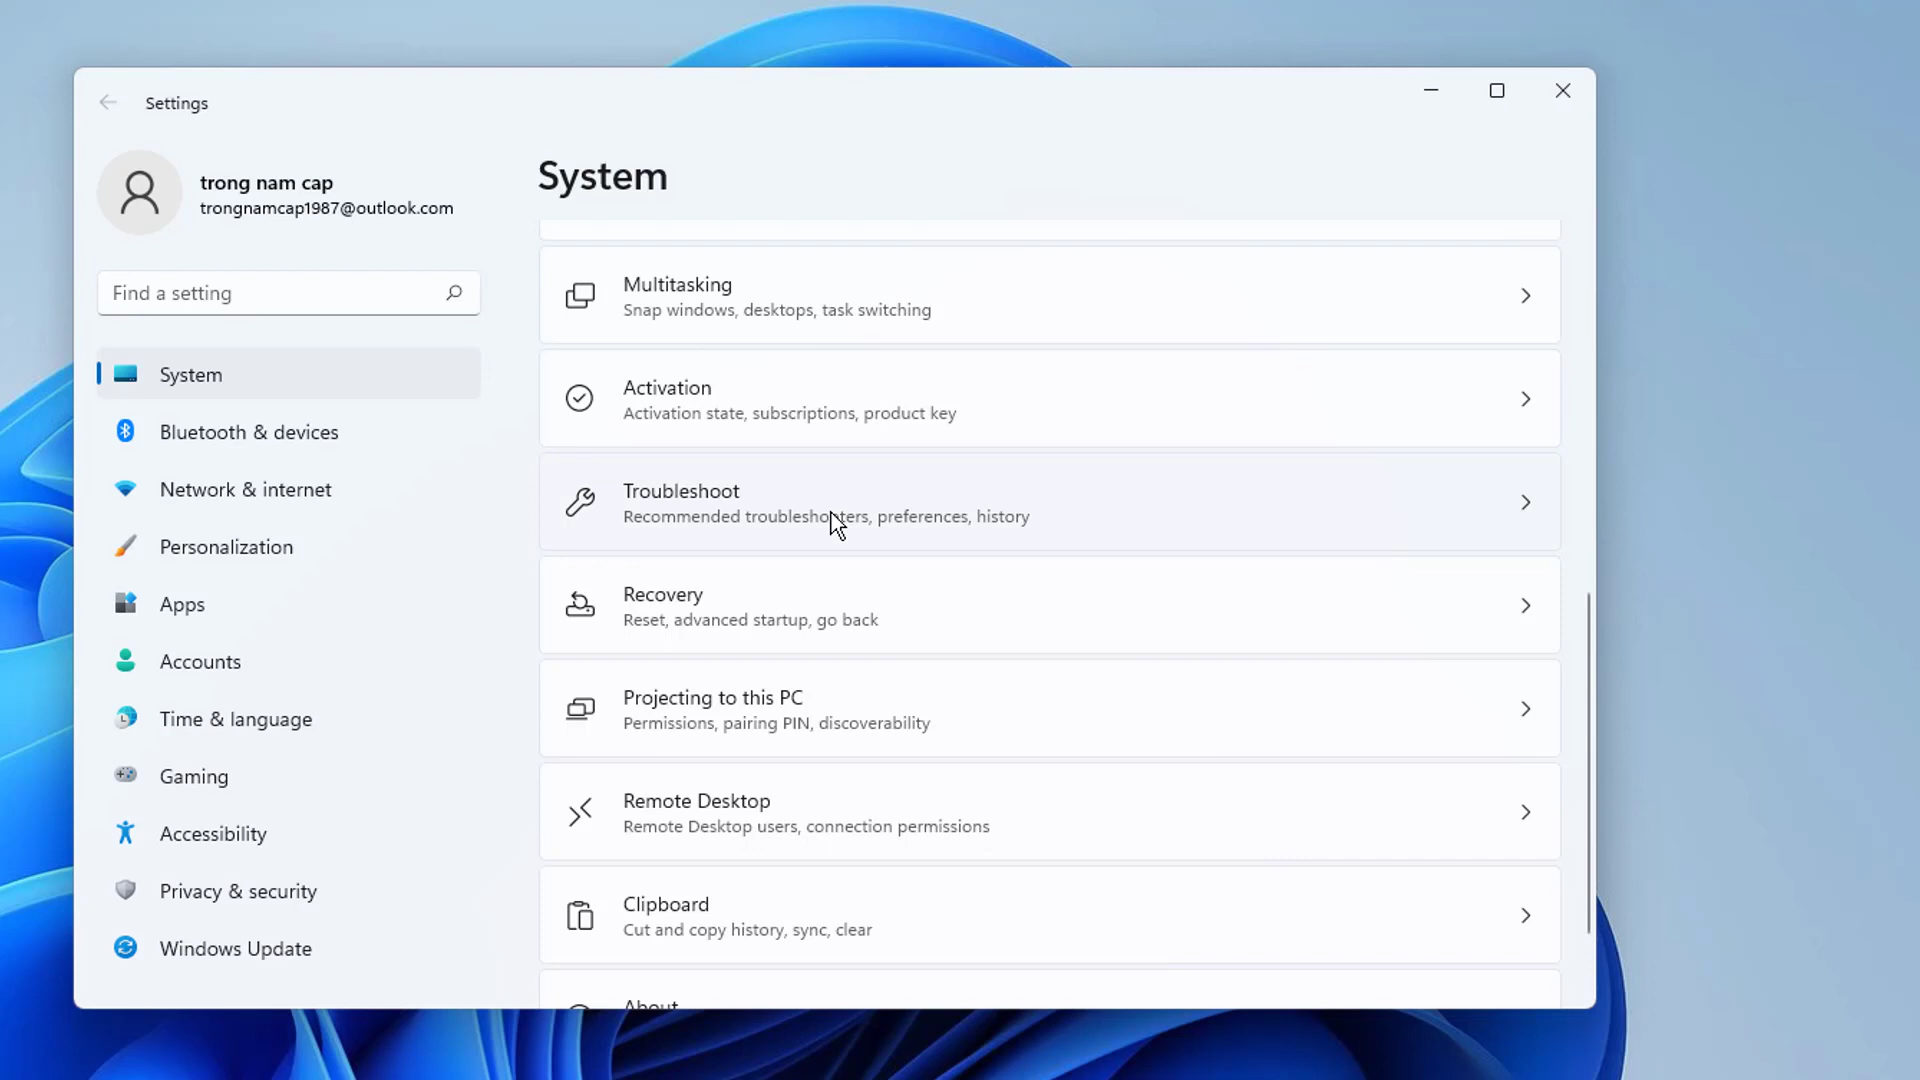 Settings
trong nam cap
trongnamcap1987@outlook.com
Find a setting
System
Bluetooth & devices
Network & internet
Personalization
Apps
Accounts
Time & language
Gaming
Accessibility
Privacy & security
Windows Update
System
Multitasking
Snap windows, desktops, task switching
Activation
Activation state, subscriptions, product key
Troubleshoot
Recommended troubleshooters, preferences, history
Recovery
Reset, advanced startup, go back
Projecting to this PC
Permissions, pairing PIN, discoverability
Remote Desktop
Remote Desktop users, connection permissions
Clipboard
Cut and copy history, sync, clear
About